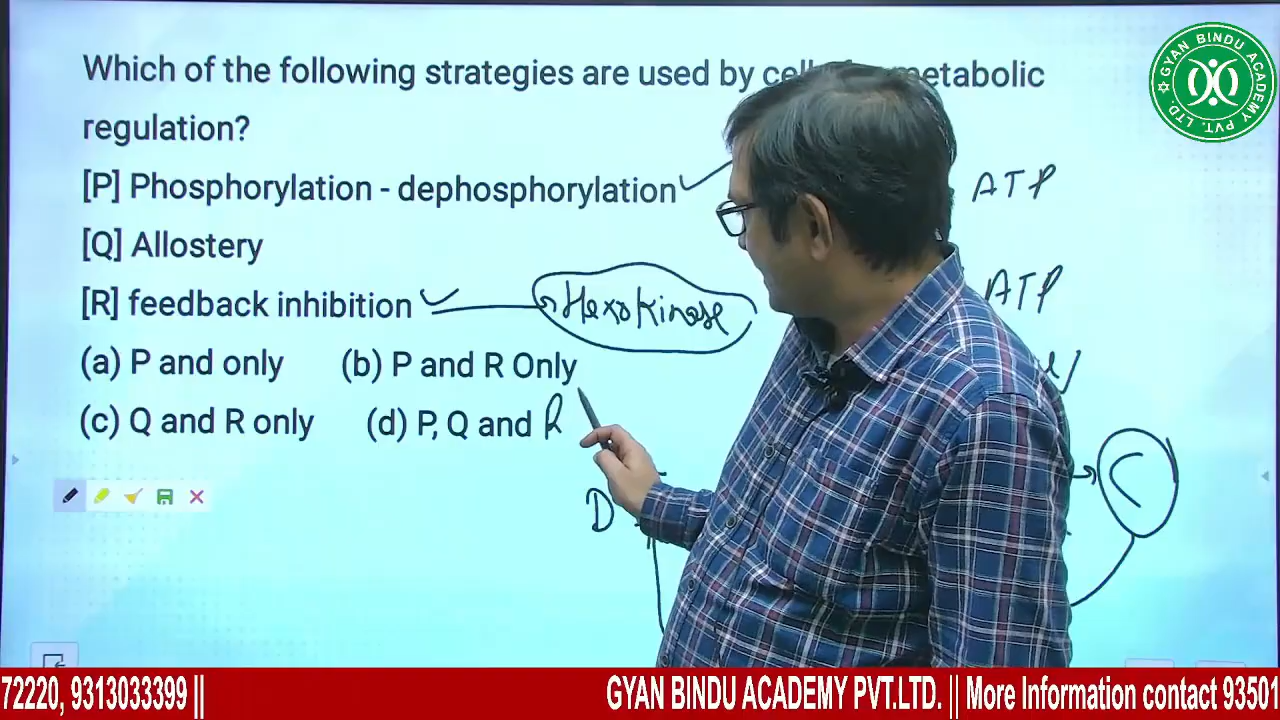 Which of the following strategies are used by metabolic
regulation?
[P] Phosphorylation - dephosphorylation
ATP
[Q] Allostery
[R] feedback inhibition
HexoKinase
ATP
(a) P and only (b) P and R Only
(c) Q and R only (d) P, Q and R
C
D
GYAN BINDU ACADEMY PVT. LTD.
72220, 9313033399 || GYAN BINDU ACADEMY PVT.LTD. || More Information contact 93501